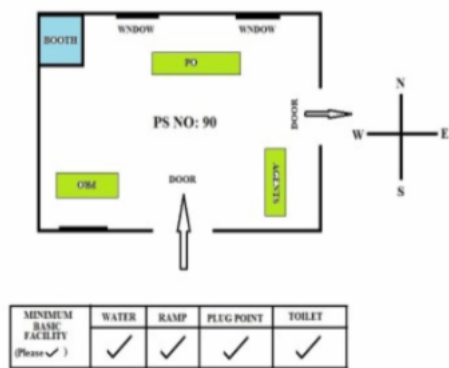 WNDOW WNDOW
BOOTH
PO
DOOR
PS NO: 90
N
W E
S
AGENTS
PRO
DOOR
MINIMUM BASIC FACILITY (Please ✓) WATER RAMP PLUG POINT TOILET
✓ ✓ ✓ ✓